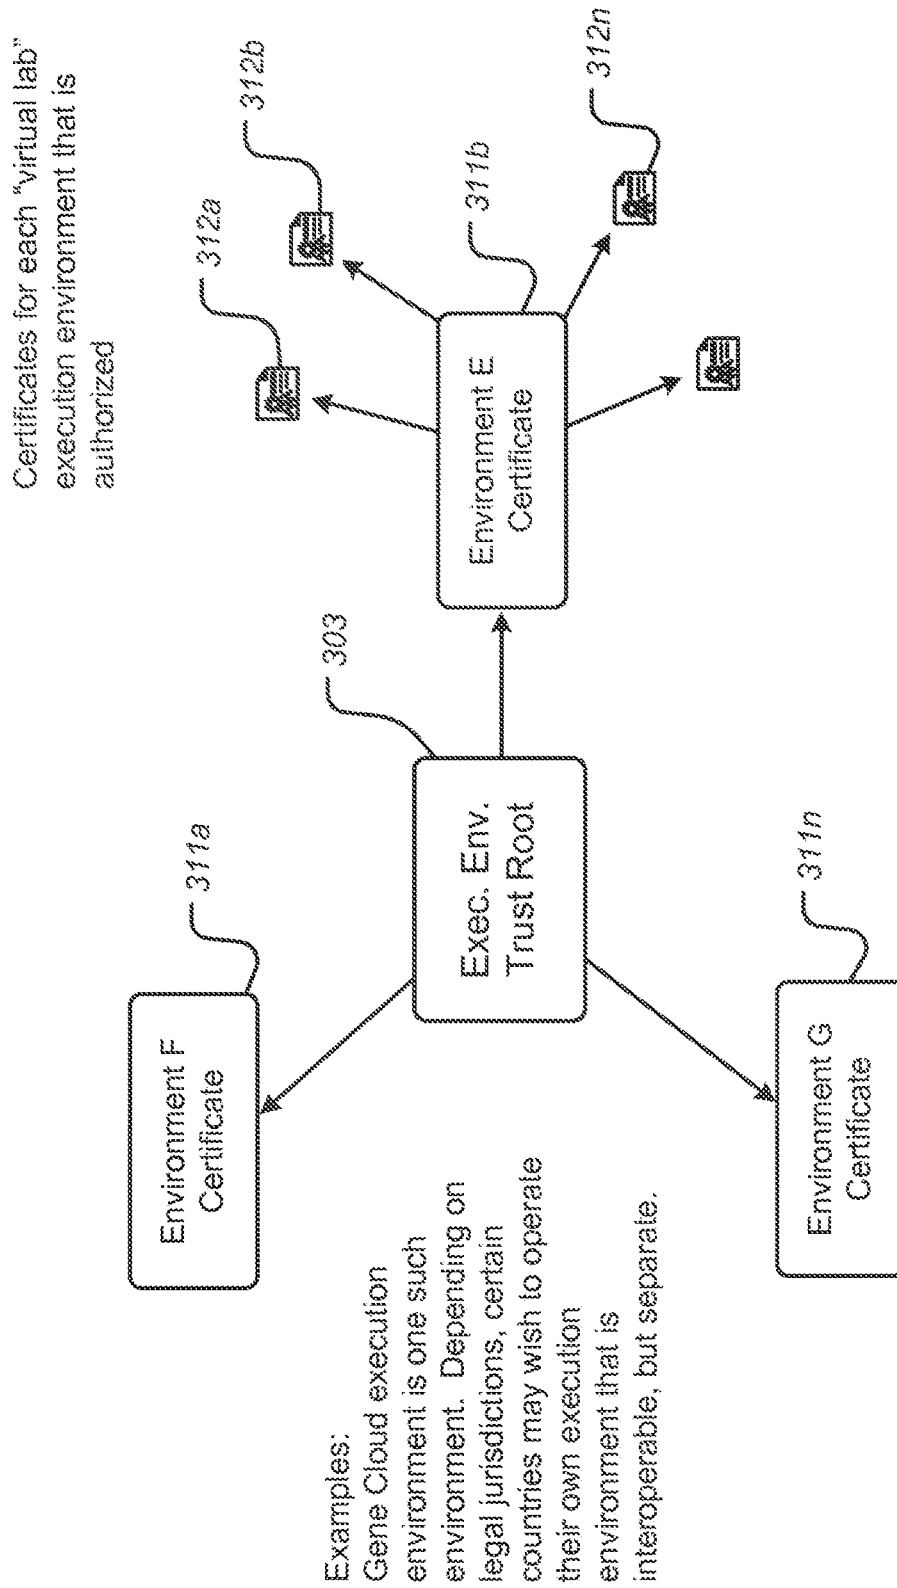 Certificates for each "virtual lab"
execution environment that is
authorized
312a
312b
311b
312n
Environment E
Certificate
303
Exec. Env.
Trust Root
311a
Environment F
Certificate
311n
Environment G
Certificate
Examples:
Gene Cloud execution
environment is one such
environment. Depending on
legal jurisdictions, certain
countries may wish to operate
their own execution
environment that is
interoperable, but separate.